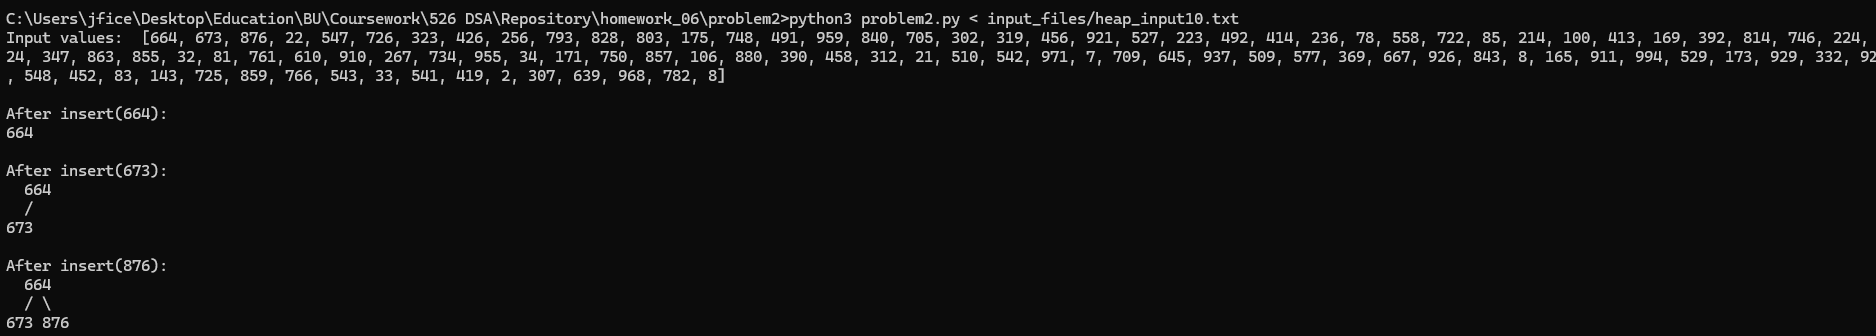 C:\Users\jfice\Desktop\Education\BU\Coursework\526 DSA\Repository\homework_06\problem2>python3 problem2.py < input_files/heap_input10.txt
Input values:  [664, 673, 876, 22, 547, 726, 323, 426, 256, 793, 828, 803, 175, 748, 491, 959, 840, 705, 302, 319, 456, 921, 527, 223, 492, 414, 236, 78, 558, 722, 85, 214, 100, 413, 169, 392, 814, 746, 224,
24, 347, 863, 855, 32, 81, 761, 610, 910, 267, 734, 955, 34, 171, 750, 857, 106, 880, 390, 458, 312, 21, 510, 542, 971, 7, 709, 645, 937, 509, 577, 369, 667, 926, 843, 8, 165, 911, 994, 529, 173, 929, 332, 92
, 548, 452, 83, 143, 725, 859, 766, 543, 33, 541, 419, 2, 307, 639, 968, 782, 8]
After insert(664):
664
After insert(673):
  664
  /
673
After insert(876):
  664
  / \
673 876